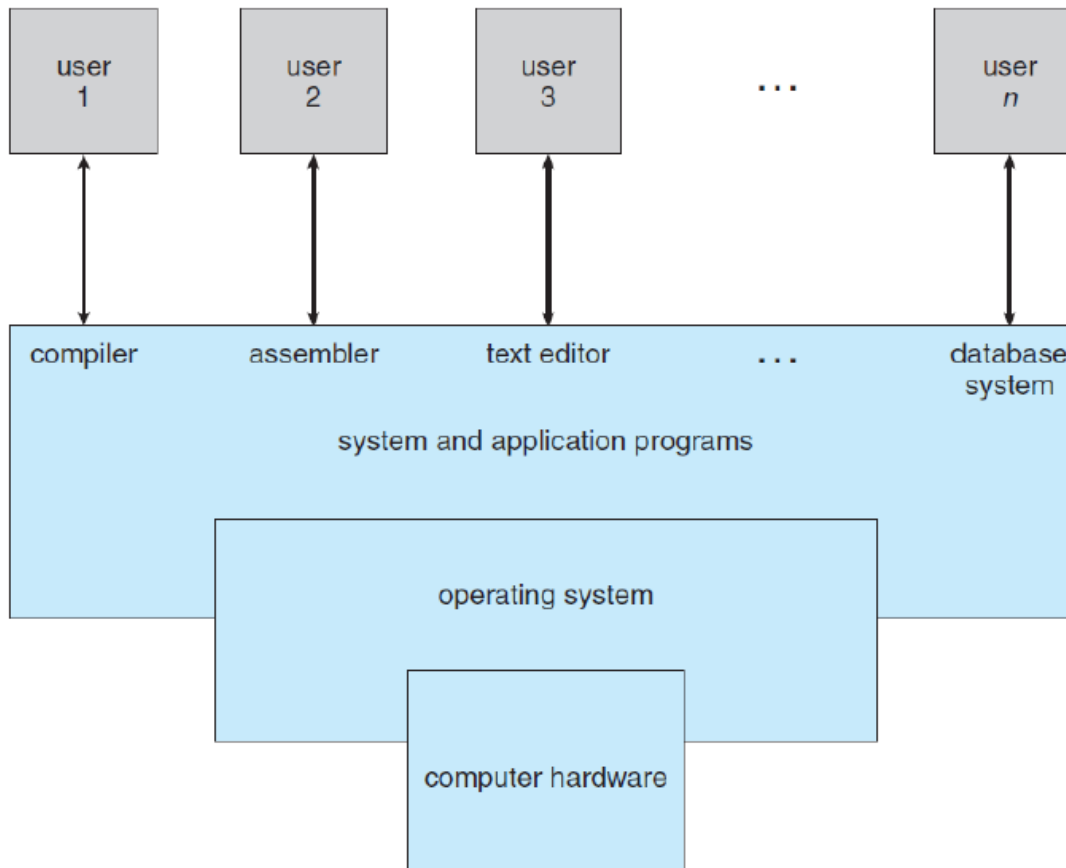 user
1
user
2
user
3
...
user
n
compiler
assembler
text editor
...
database
system
system and application programs
operating system
computer hardware